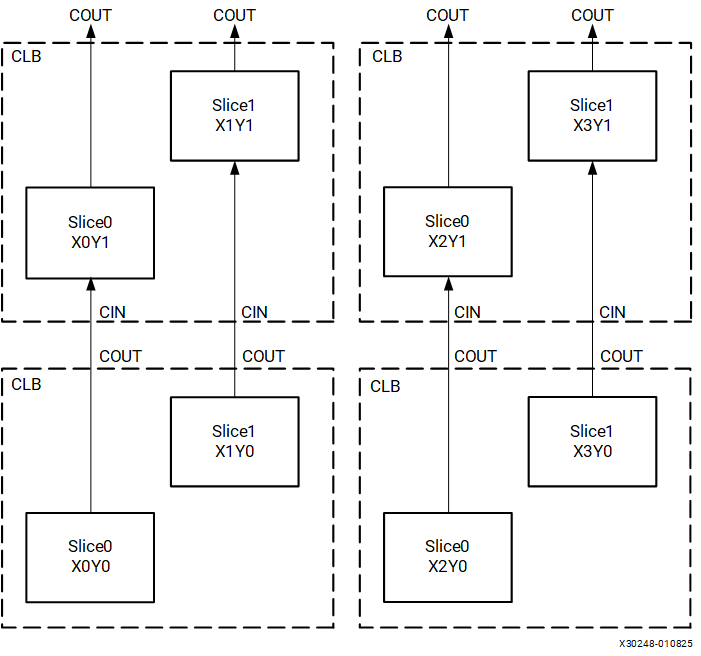 COUT
COUT
COUT
COUT
CLB
CLB
Slice1
X1Y1
Slice1
X3Y1
Slice0
X0Y1
Slice0
X2Y1
CIN
CIN
CIN
CIN
COUT
COUT
COUT
COUT
CLB
CLB
Slice1
X1Y0
Slice1
X3Y0
Slice0
X0Y0
Slice0
X2Y0
X30248-010825